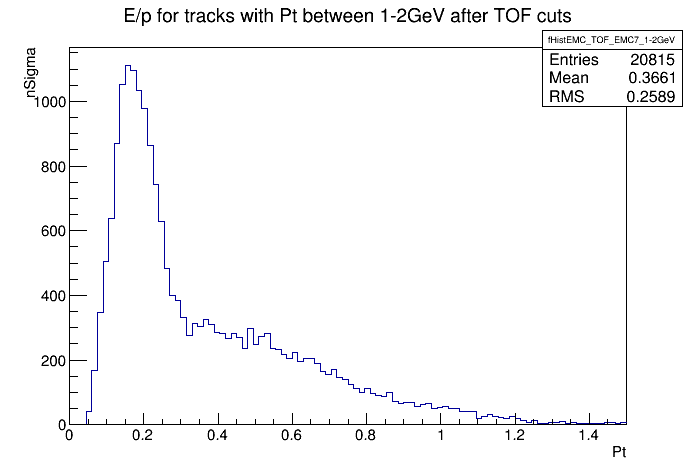 E/p for tracks with Pt between 1-2GeV after TOF cuts
fHistEMC_TOF_EMC7_1-2GeV
Entries 20815
Mean 0.3661
RMS 0.2589
nSigma
1000
800
600
400
200
0
0 0.2 0.4 0.6 0.8 1 1.2 1.4
Pt